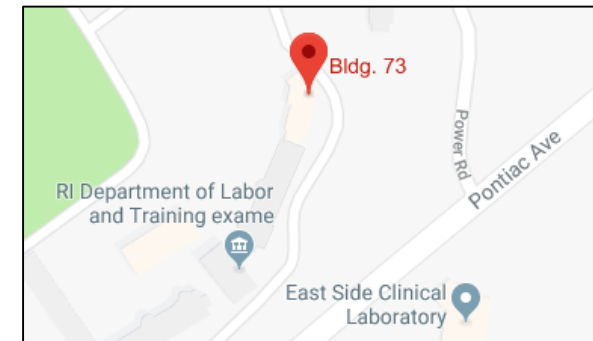 Bldg. 73
Power Rd
Pontiac Ave
RI Department of Labor
and Training exame
East Side Clinical
Laboratory